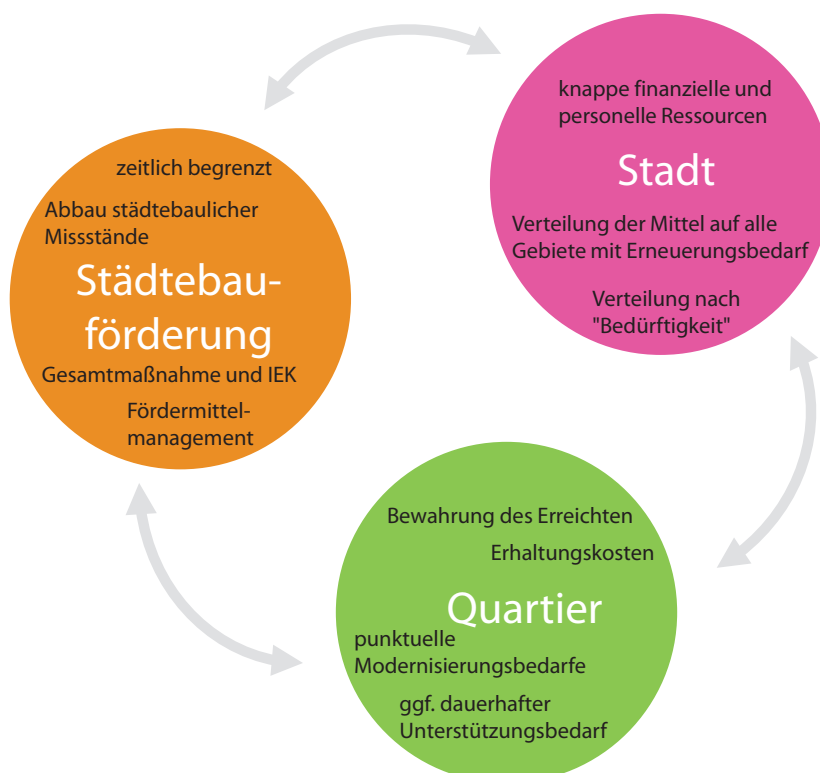 zeitlich begrenzt
Abbau städtebaulicher
Missstände
Städtebau-
förderung
Gesamtmaßnahme und IEK
Fördermittel-
management
knappe finanzielle und
personelle Ressourcen
Stadt
Verteilung der Mittel auf alle
Gebiete mit Erneuerungsbedarf
Verteilung nach
"Bedürftigkeit"
Bewahrung des Erreichten
Erhaltungskosten
Quartier
punktuelle
Modernisierungsbedarfe
ggf. dauerhafter
Unterstützungsbedarf